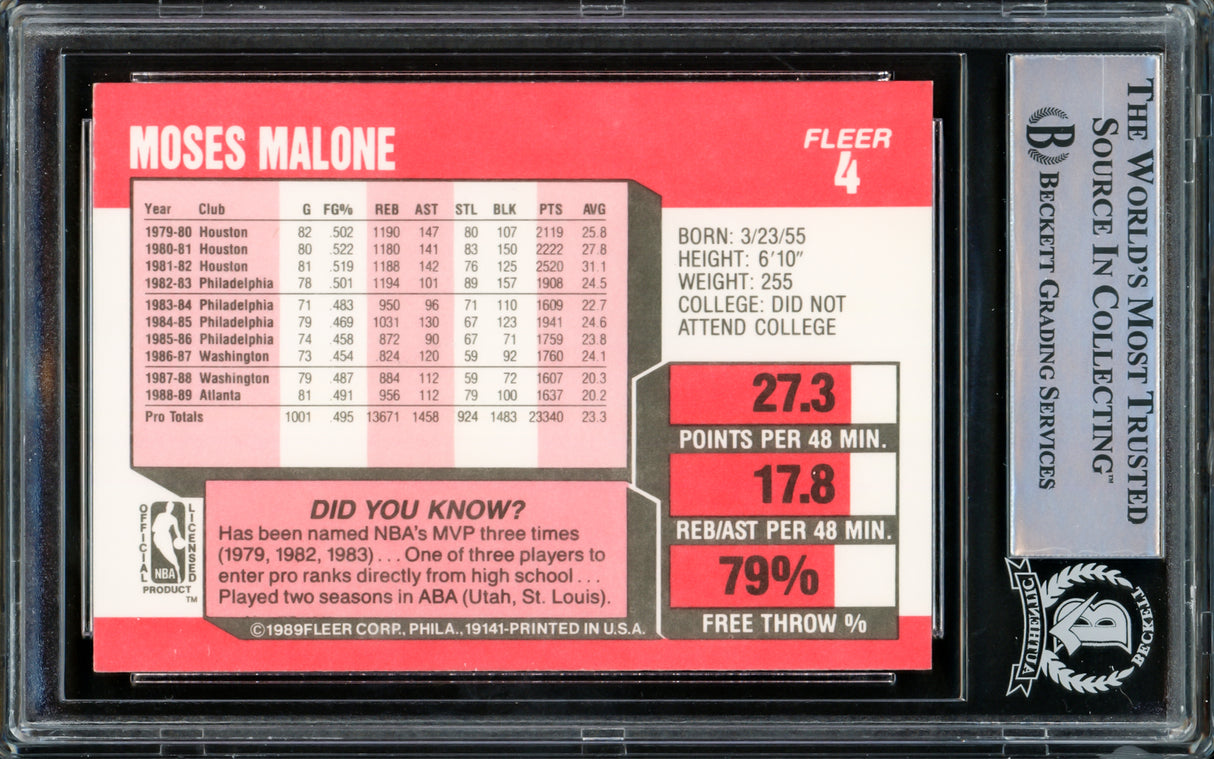 MOSES MALONE
FLEER
4
Year Club G FG% REB AST STL BLK PTS AVG
1979-80 Houston 82 .502 1190 147 80 107 2119 25.8
1980-81 Houston 80 .522 1180 141 83 150 2222 27.8
1981-82 Houston 81 .519 1188 142 76 125 2520 31.1
1982-83 Philadelphia 78 .501 1194 101 89 157 1908 24.5
1983-84 Philadelphia 71 .483 950 96 71 110 1609 22.7
1984-85 Philadelphia 79 .469 1031 130 67 123 1941 24.6
1985-86 Philadelphia 74 .458 872 90 67 71 1759 23.8
1986-87 Washington 73 .454 824 120 59 92 1760 24.1
1987-88 Washington 79 .487 884 112 59 72 1607 20.3
1988-89 Atlanta 81 .491 956 112 79 100 1637 20.2
Pro Totals 1001 .495 13671 1458 924 1483 23340 23.3
BORN: 3/23/55
HEIGHT: 6'10"
WEIGHT: 255
COLLEGE: DID NOT
ATTEND COLLEGE
27.3
POINTS PER 48 MIN.
17.8
REB/AST PER 48 MIN.
79%
FREE THROW %
DID YOU KNOW?
Has been named NBA's MVP three times
(1979, 1982, 1983) . . . One of three players to
enter pro ranks directly from high school . . .
Played two seasons in ABA (Utah, St. Louis).
OFFICIAL
LICENSED
NBA
PRODUCT
TM
©1989 FLEER CORP., PHILA., 19141-PRINTED IN U.S.A.
THE WORLD'S MOST TRUSTED
SOURCE IN COLLECTING™
B BECKETT GRADING SERVICES
B
BECKETT
AUTHENTIC